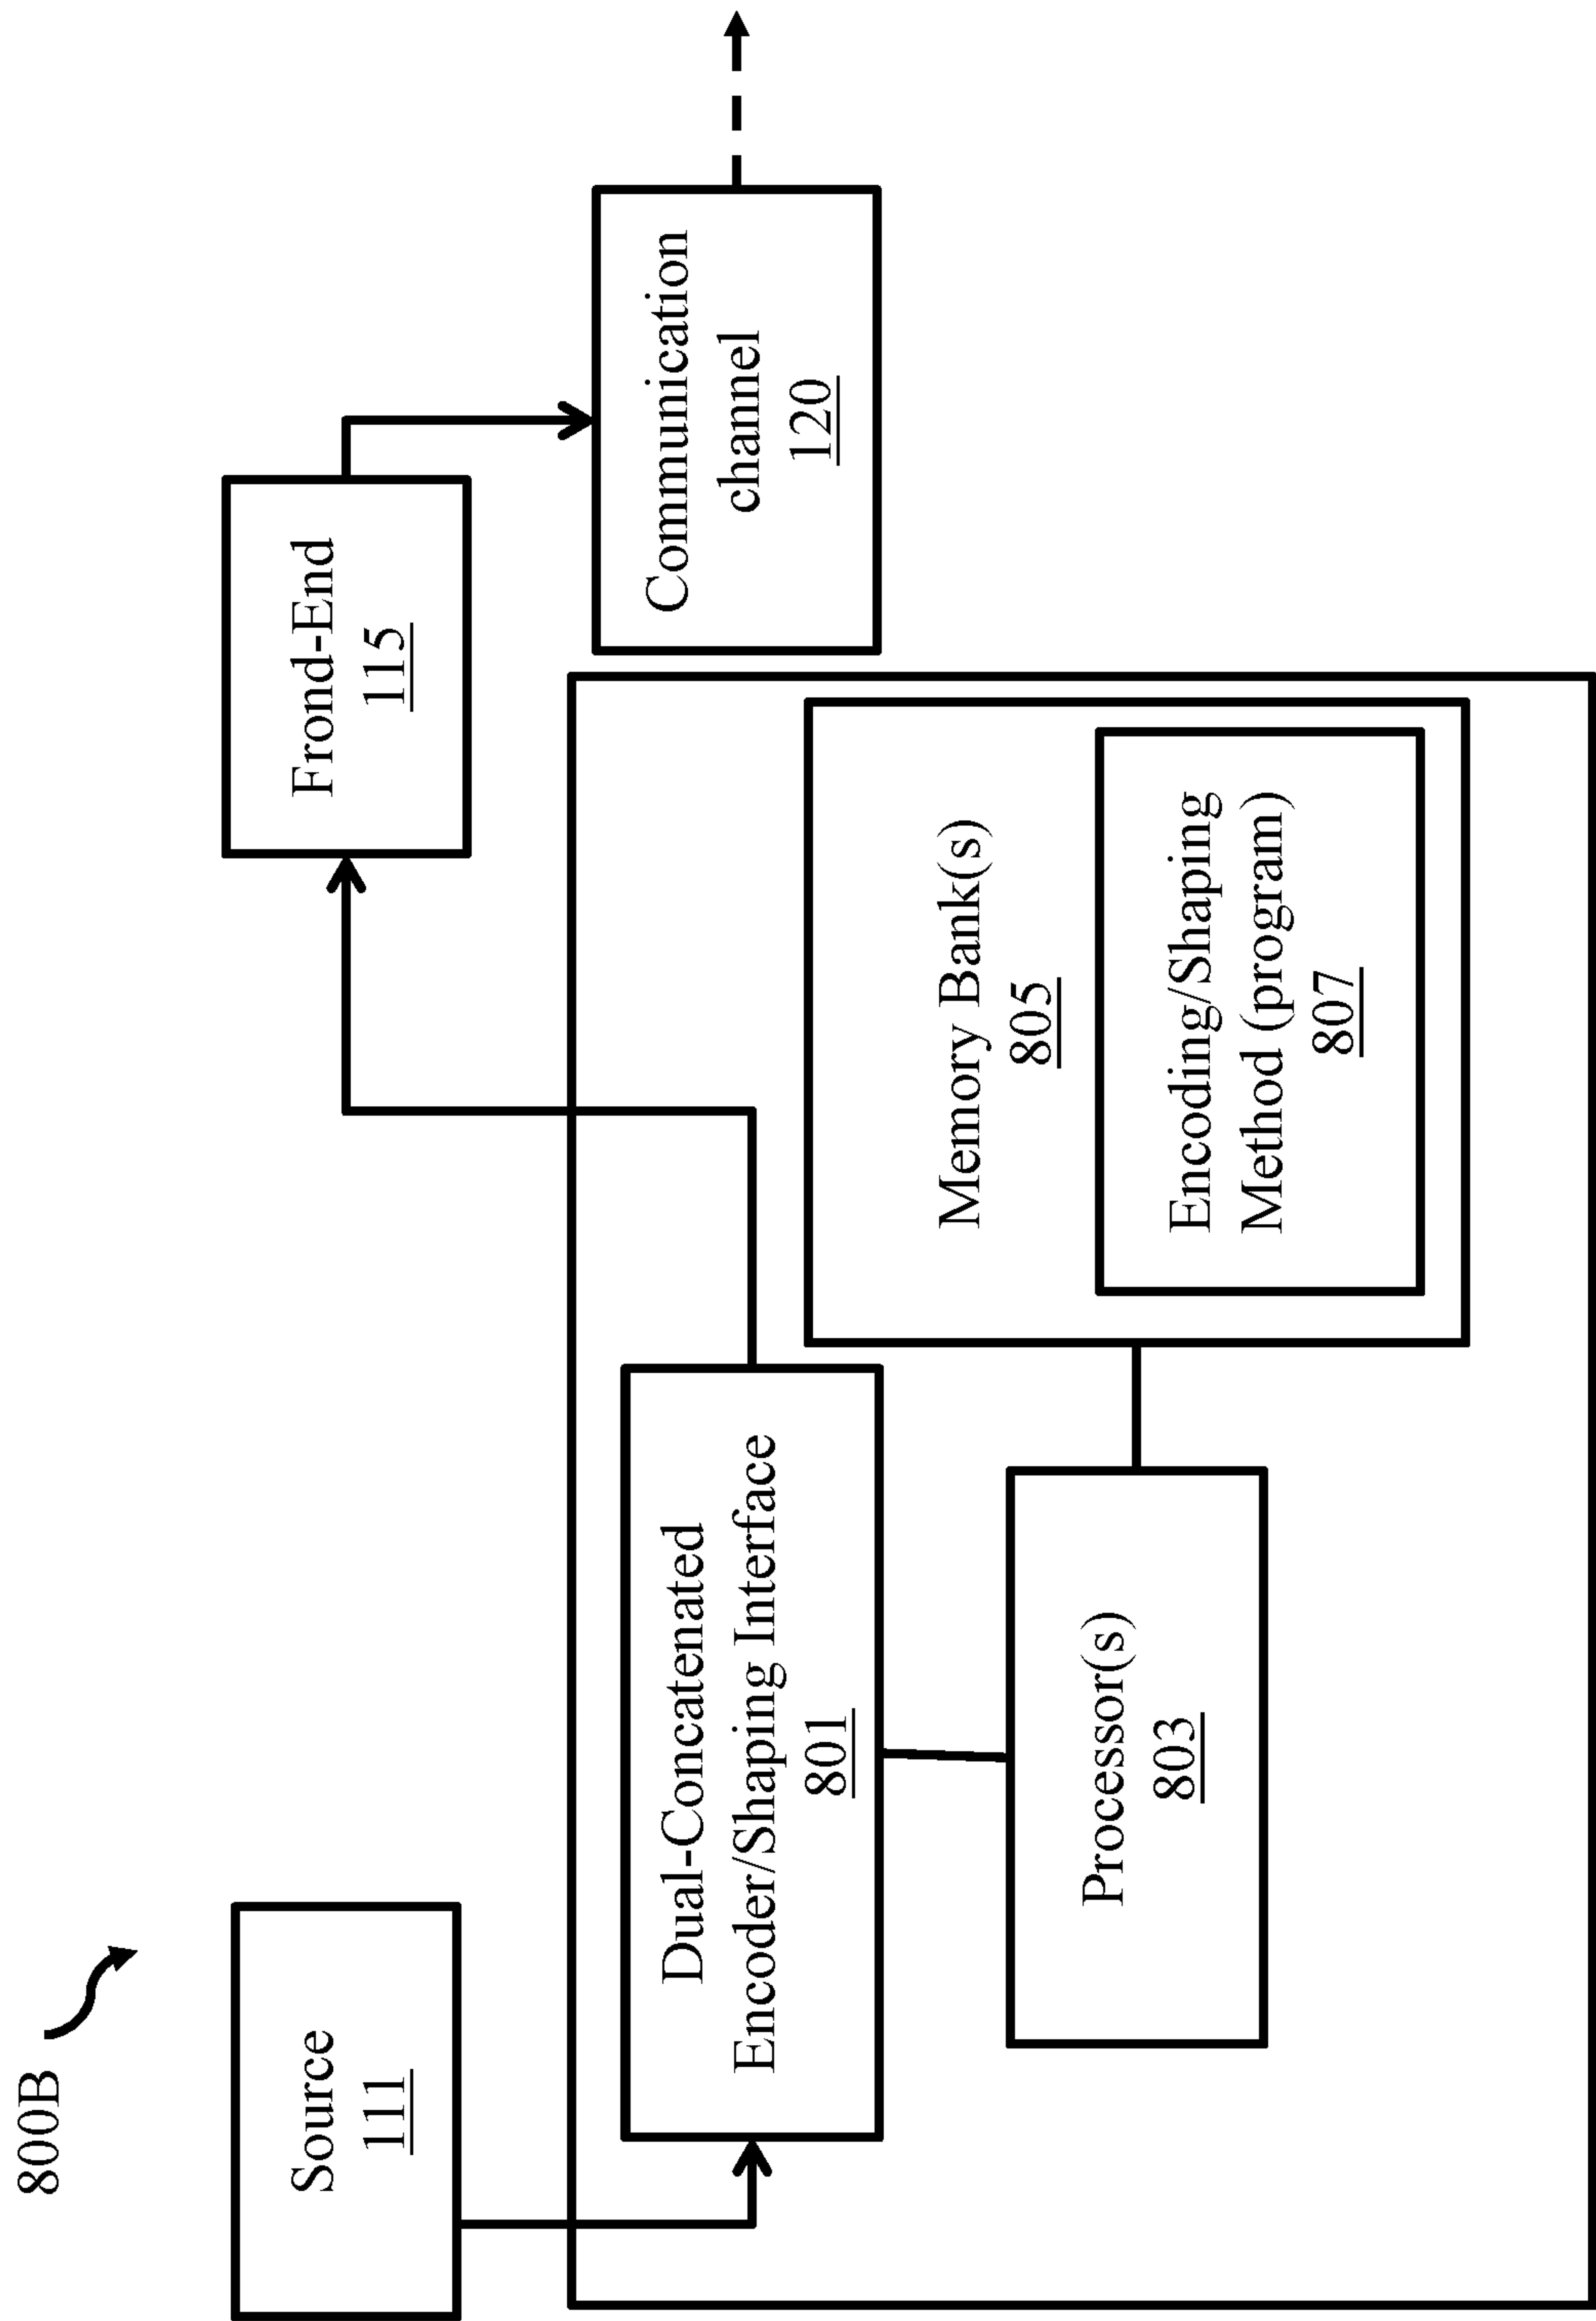 800B
Source
111
Frond-End
115
Dual-Concatenated
Encoder/Shaping Interface
801
Communication
channel
120
Processor(s)
803
Memory Bank(s)
805
Encoding/Shaping
Method (program)
807